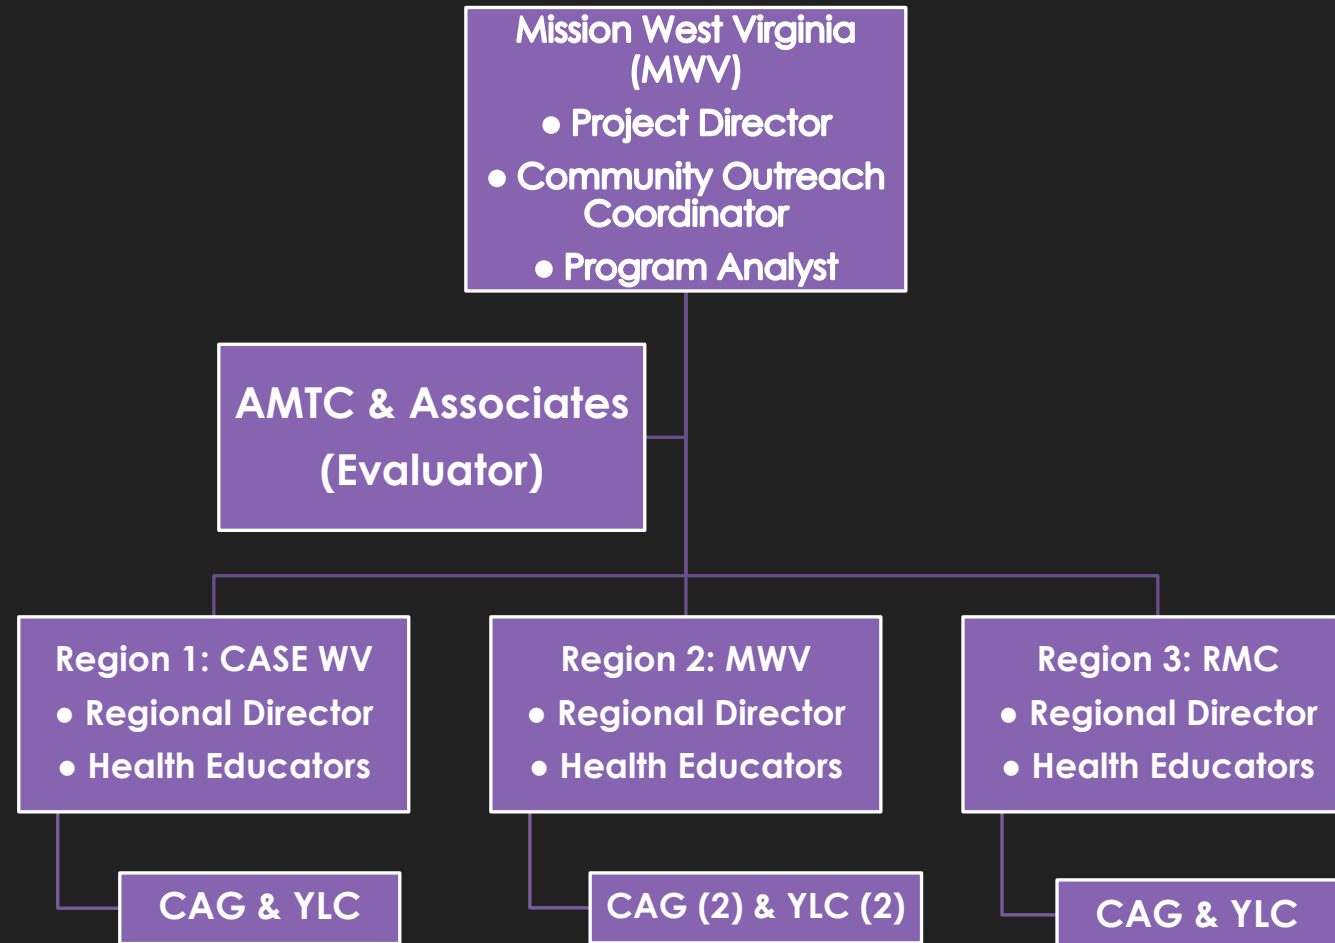 Mission West Virginia
(MWV)
● Project Director
● Community Outreach
Coordinator
● Program Analyst
AMTC & Associates
(Evaluator)
Region 1: CASE WV
● Regional Director
● Health Educators
Region 2: MWV
● Regional Director
● Health Educators
Region 3: RMC
● Regional Director
● Health Educators
CAG & YLC
CAG (2) & YLC (2)
CAG & YLC